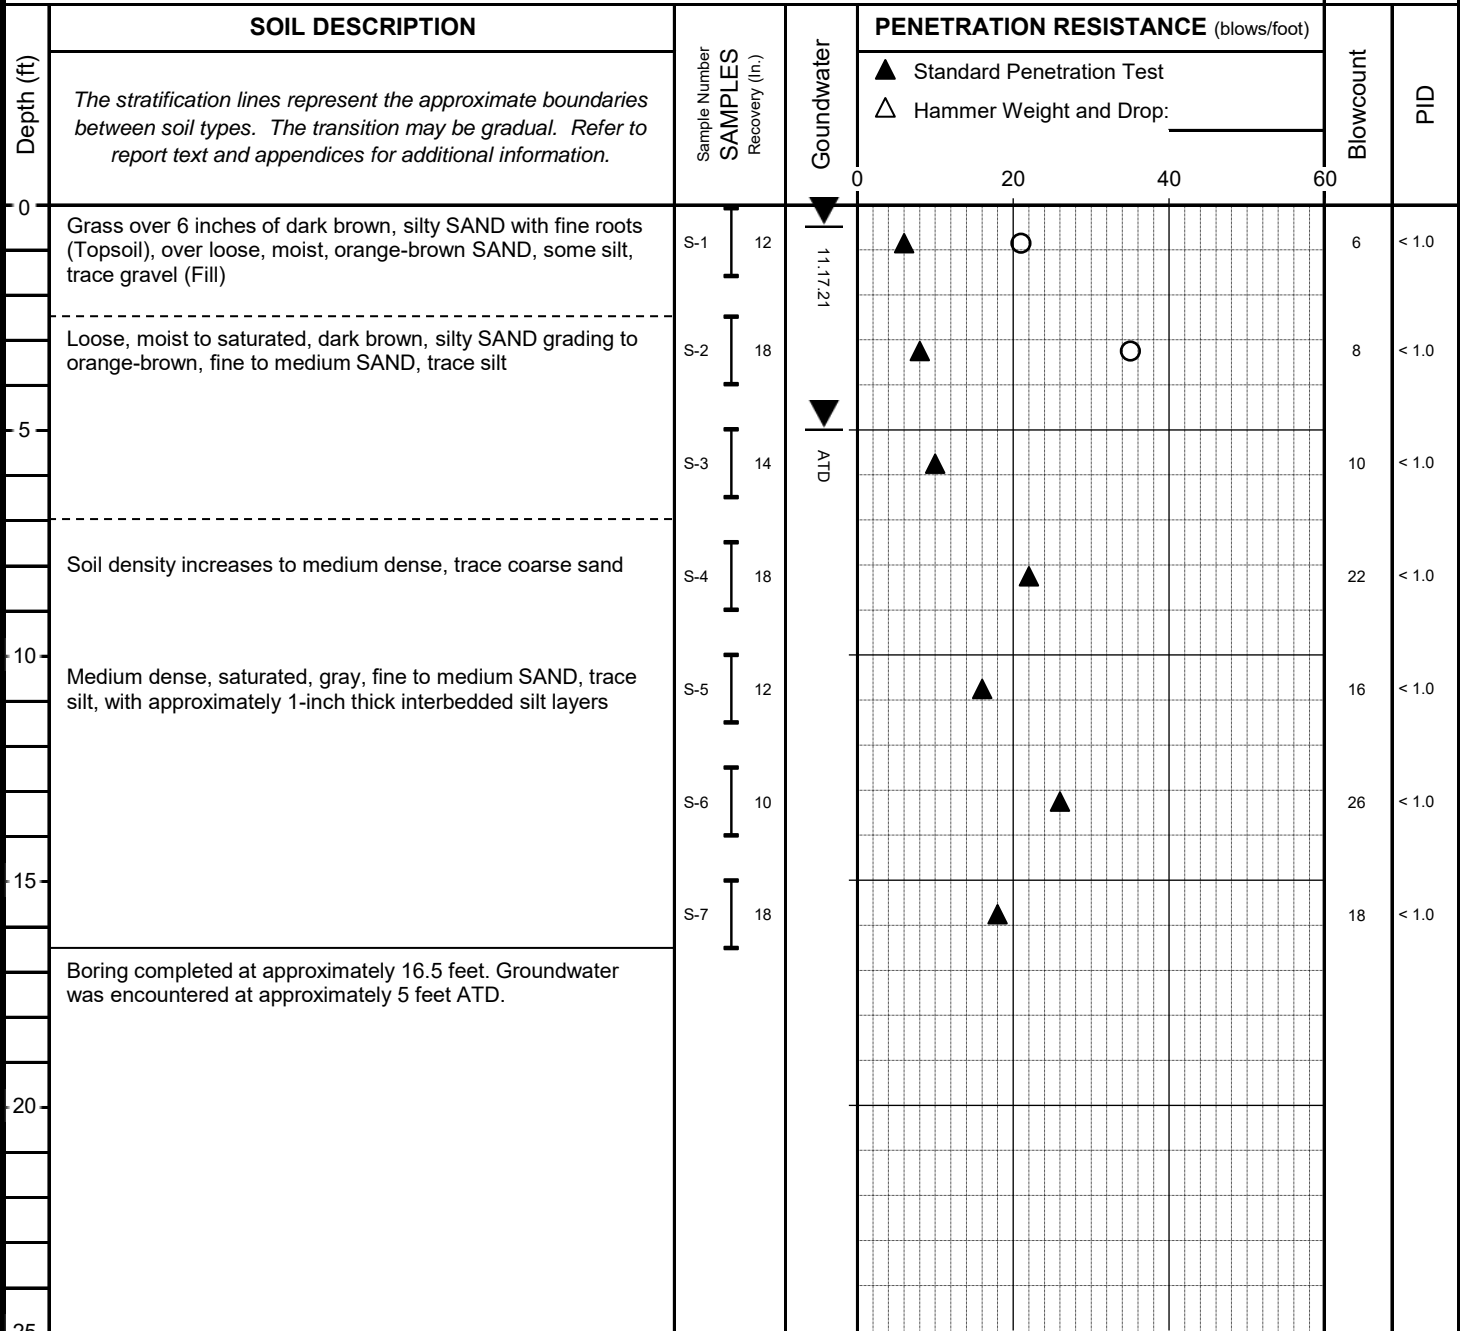 Depth (ft)
SOIL DESCRIPTION
The stratification lines represent the approximate boundaries
between soil types. The transition may be gradual. Refer to
report text and appendices for additional information.
Sample Number
SAMPLES
Recovery (In.)
Goundwater
PENETRATION RESISTANCE (blows/foot)
▲ Standard Penetration Test
△ Hammer Weight and Drop:
0 20 40 60
Blowcount
PID
0
Grass over 6 inches of dark brown, silty SAND with fine roots
(Topsoil), over loose, moist, orange-brown SAND, some silt,
trace gravel (Fill)
S-1 12
11.17.21
6 < 1.0
Loose, moist to saturated, dark brown, silty SAND grading to
orange-brown, fine to medium SAND, trace silt
S-2 18
8 < 1.0
5
S-3 14
ATD
10 < 1.0
Soil density increases to medium dense, trace coarse sand
S-4 18
22 < 1.0
10
Medium dense, saturated, gray, fine to medium SAND, trace
silt, with approximately 1-inch thick interbedded silt layers
S-5 12
16 < 1.0
S-6 10
26 < 1.0
15
S-7 18
18 < 1.0
Boring completed at approximately 16.5 feet. Groundwater
was encountered at approximately 5 feet ATD.
20
25